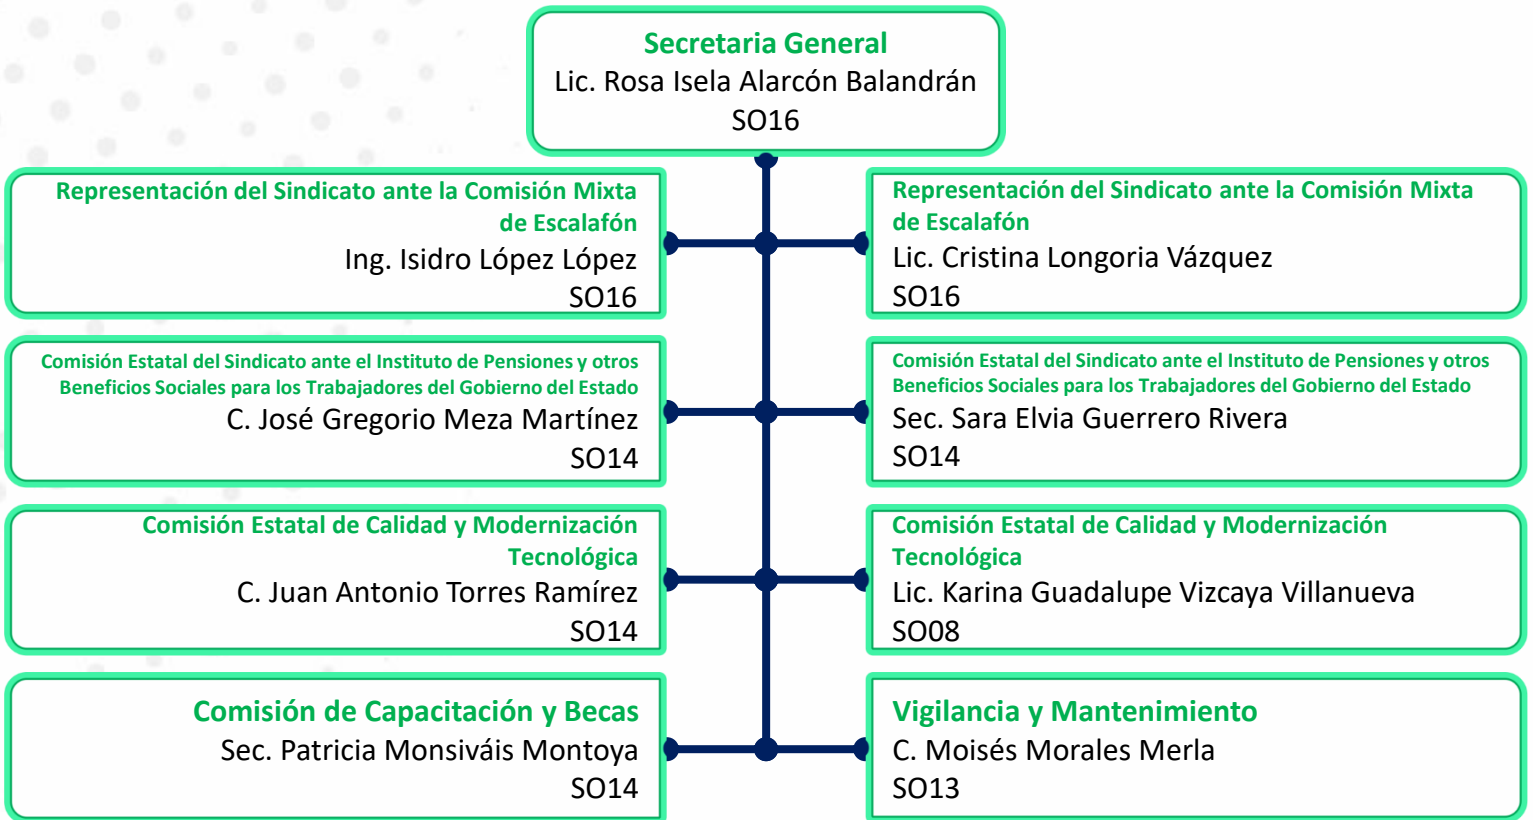 Secretaria General
Lic. Rosa Isela Alarcón Balandrán
SO16
Representación del Sindicato ante la Comisión Mixta
de Escalafón
Ing. Isidro López López
SO16
Representación del Sindicato ante la Comisión Mixta
de Escalafón
Lic. Cristina Longoria Vázquez
SO16
Comisión Estatal del Sindicato ante el Instituto de Pensiones y otros
Beneficios Sociales para los Trabajadores del Gobierno del Estado
C. José Gregorio Meza Martínez
SO14
Comisión Estatal del Sindicato ante el Instituto de Pensiones y otros
Beneficios Sociales para los Trabajadores del Gobierno del Estado
Sec. Sara Elvia Guerrero Rivera
SO14
Comisión Estatal de Calidad y Modernización
Tecnológica
C. Juan Antonio Torres Ramírez
SO14
Comisión Estatal de Calidad y Modernización
Tecnológica
Lic. Karina Guadalupe Vizcaya Villanueva
SO08
Comisión de Capacitación y Becas
Sec. Patricia Monsiváis Montoya
SO14
Vigilancia y Mantenimiento
C. Moisés Morales Merla
SO13